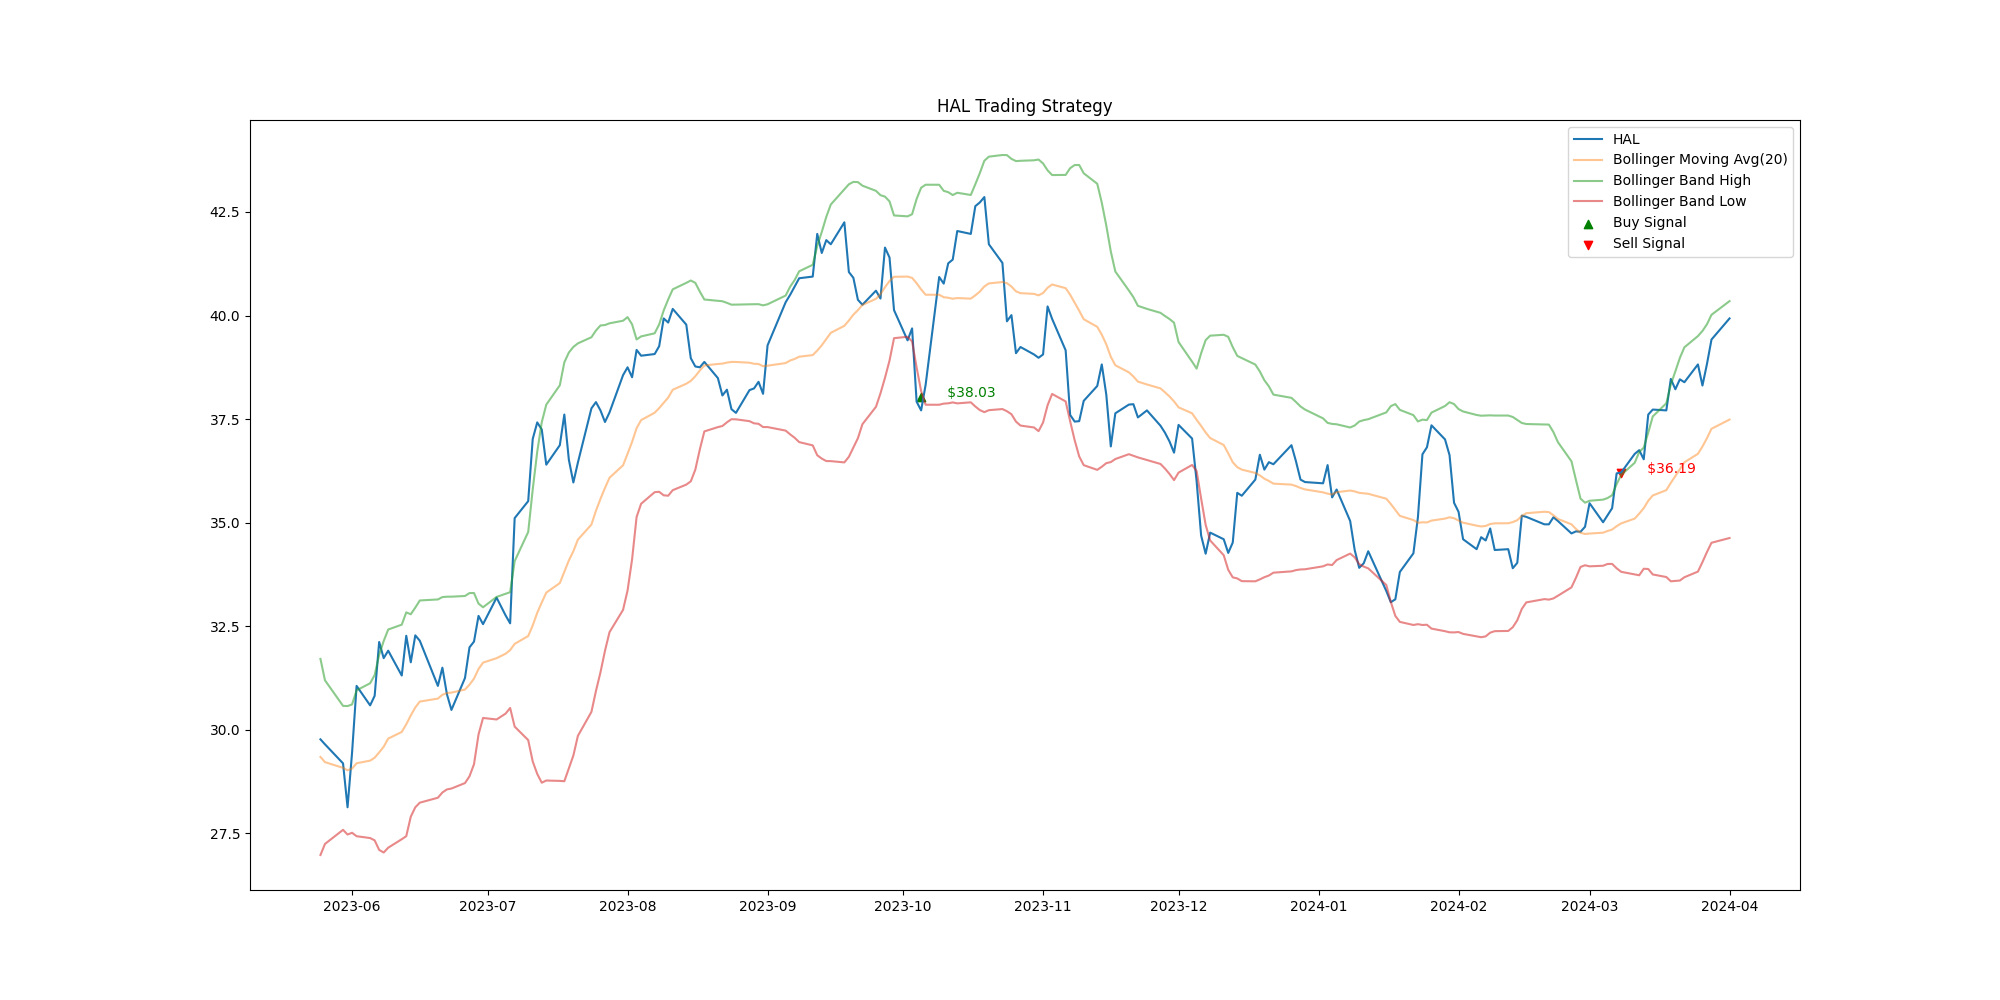 HAL Trading Strategy
HAL
Bollinger Moving Avg(20)
Bollinger Band High
Bollinger Band Low
Buy Signal
Sell Signal
42.5
40.0
37.5
35.0
32.5
30.0
27.5
$38.03
$36.19
2023-06
2023-07
2023-08
2023-09
2023-10
2023-11
2023-12
2024-01
2024-02
2024-03
2024-04